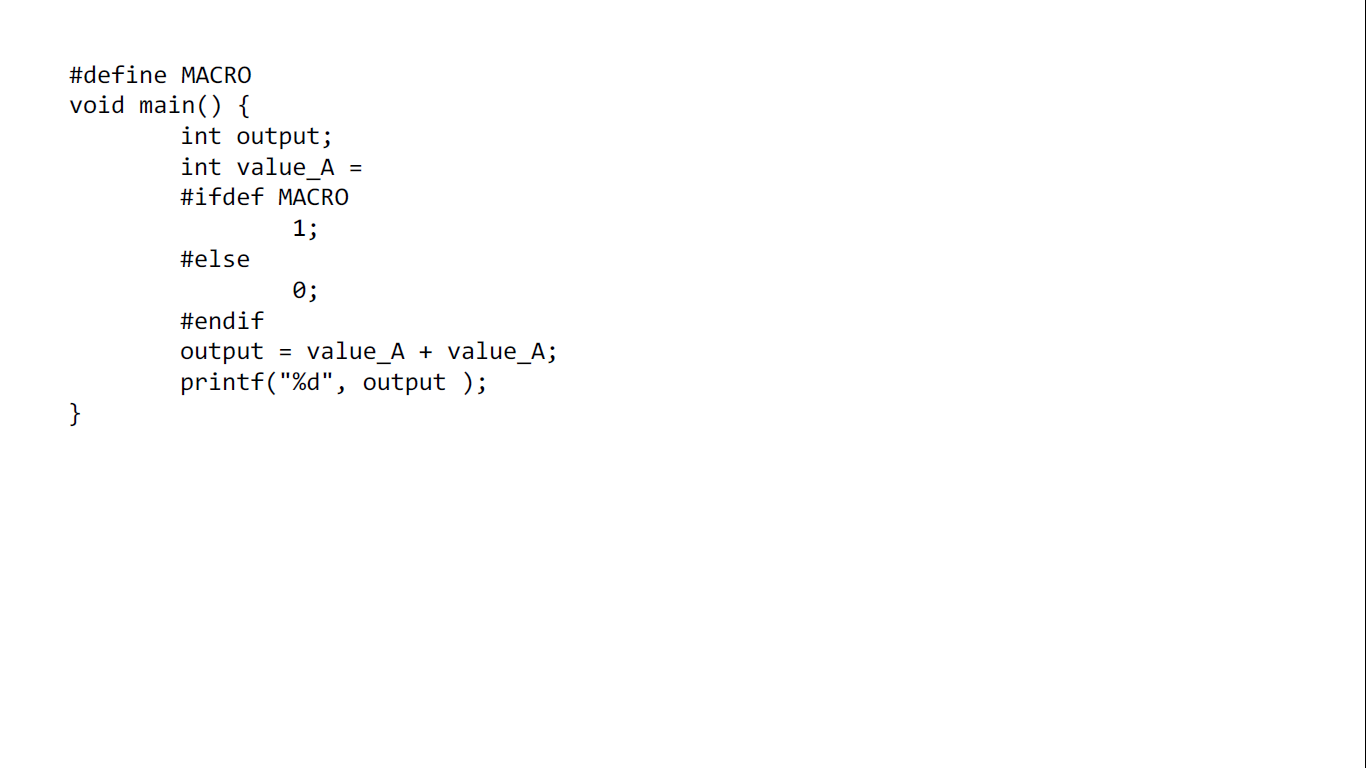 #define MACRO
void main() {
        int output;
        int value_A =
        #ifdef MACRO
                1;
        #else
                0;
        #endif
        output = value_A + value_A;
        printf("%d", output );
}